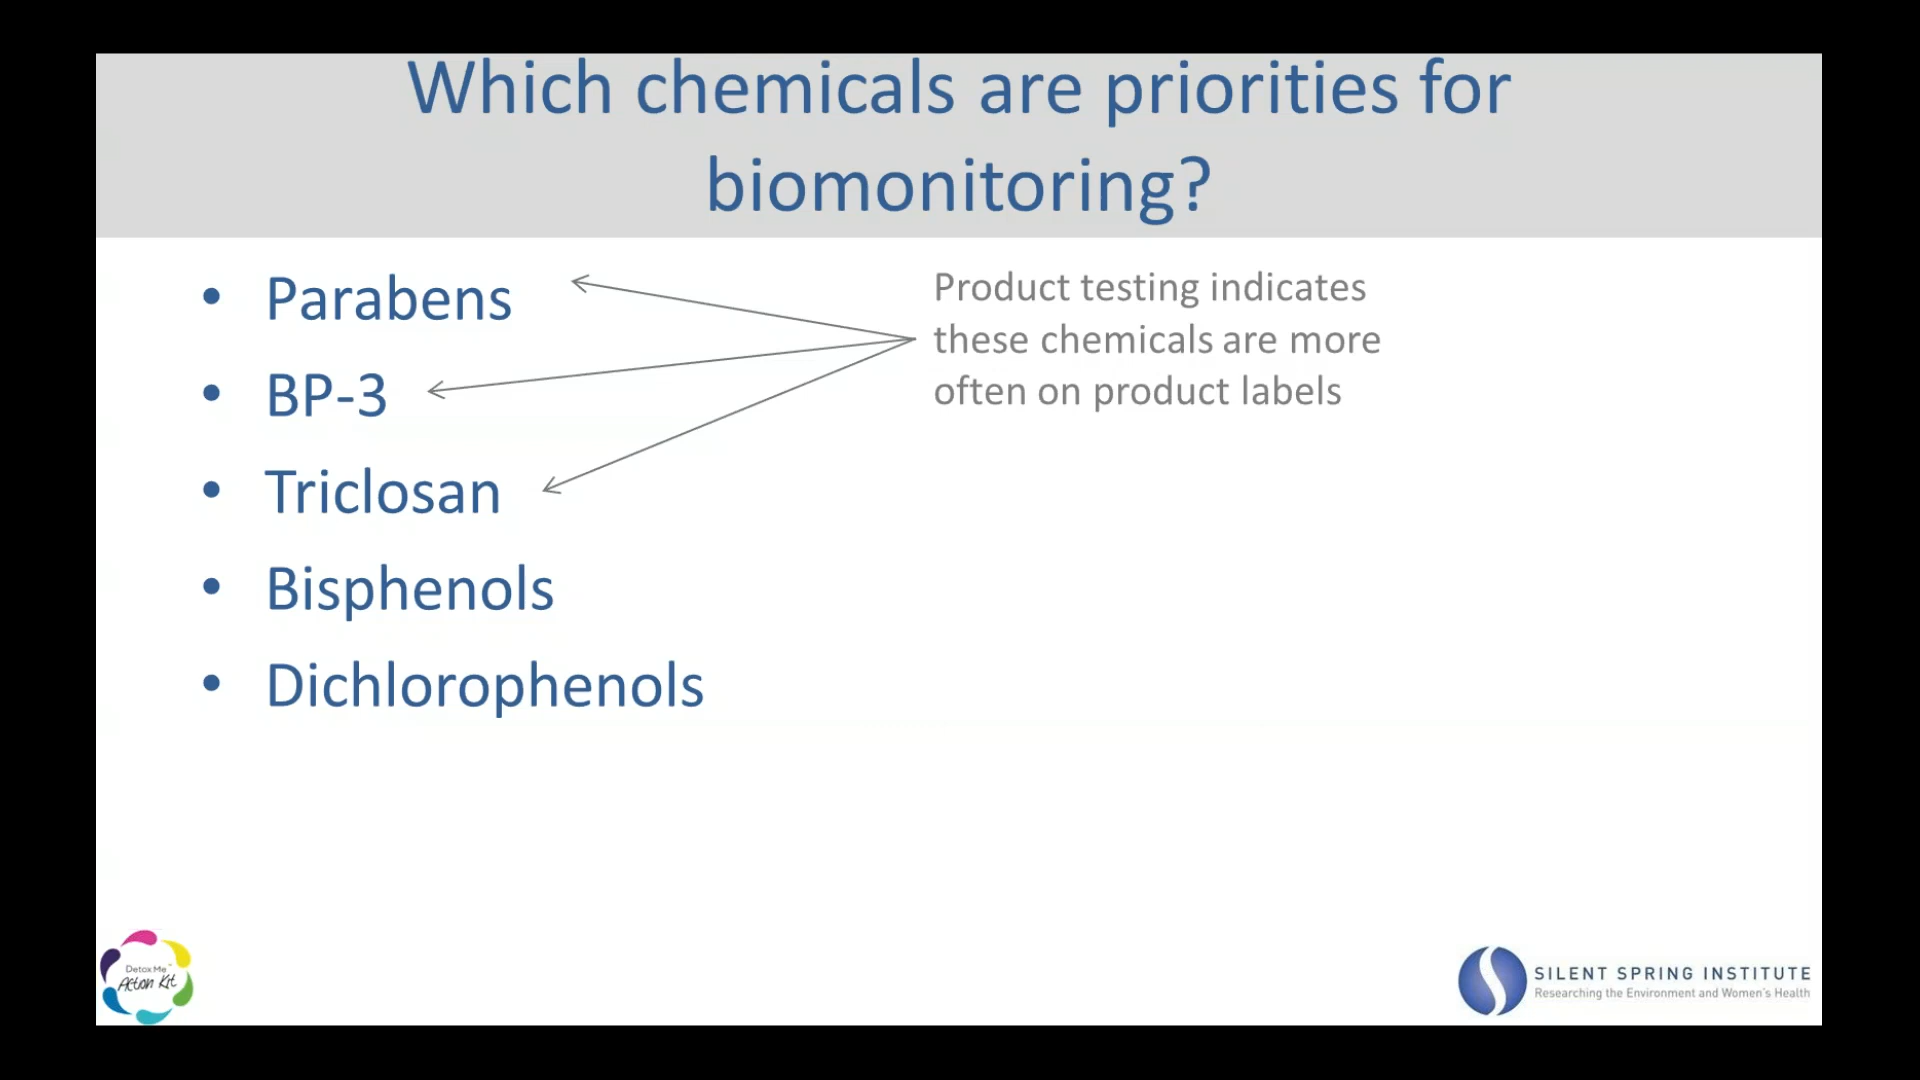 Which chemicals are priorities for
biomonitoring?
• Parabens
• BP-3
• Triclosan
• Bisphenols
• Dichlorophenols
Product testing indicates
these chemicals are more
often on product labels
Detox Me™
Action Kit
SILENT SPRING INSTITUTE
Researching the Environment and Women's Health